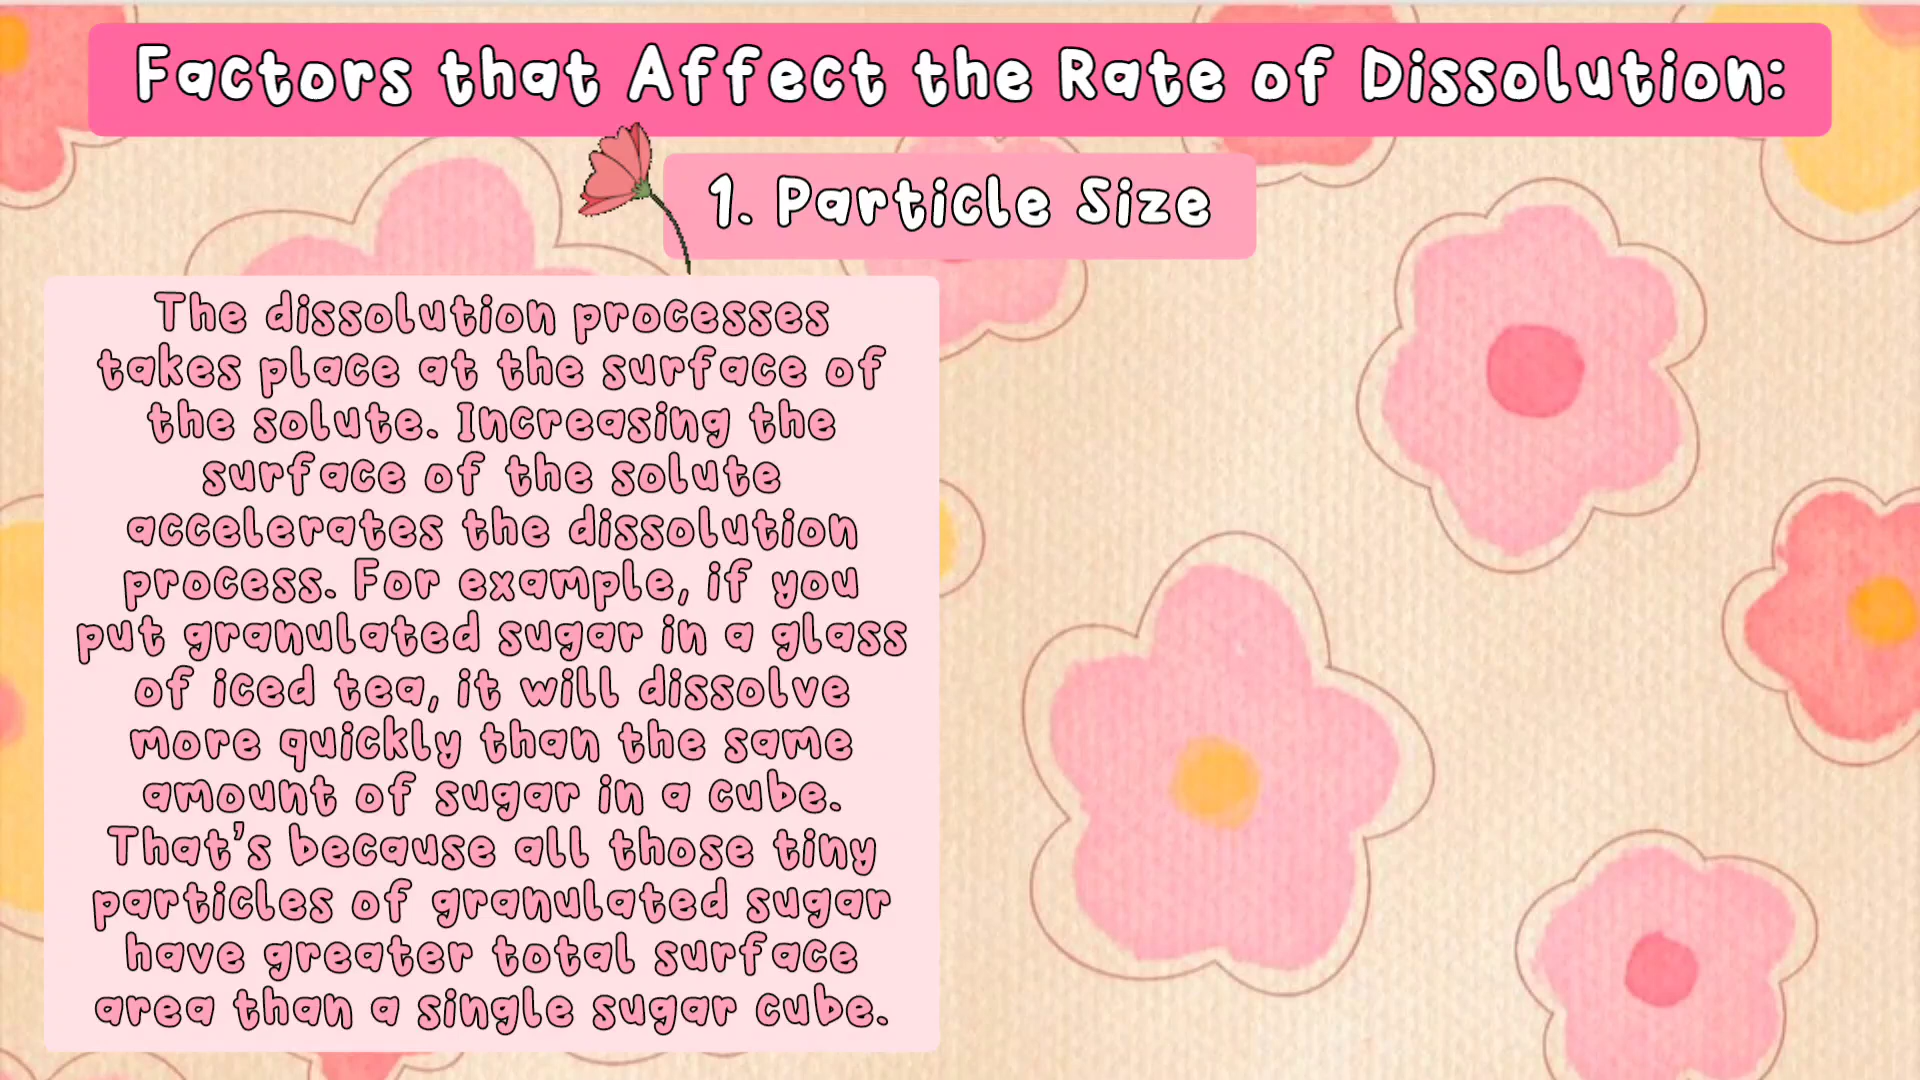 Factors that Affect the Rate of Dissolution:
1. Particle Size
The dissolution processes
takes place at the surface of
the solute. Increasing the
surface of the solute
accelerates the dissolution
process. For example, if you
put granulated sugar in a glass
of iced tea, it will dissolve
more quickly than the same
amount of sugar in a cube.
That's because all those tiny
particles of granulated sugar
have greater total surface
area than a single sugar cube.